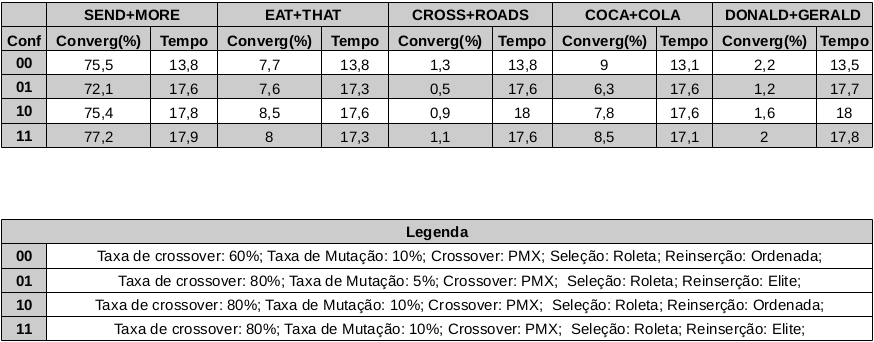 SEND+MORE EAT+THAT CROSS+ROADS COCA+COLA DONALD+GERALD
Conf Converg(%) Tempo Converg(%) Tempo Converg(%) Tempo Converg(%) Tempo Converg(%) Tempo
00 75,5 13,8 7,7 13,8 1,3 13,8 9 13,1 2,2 13,5
01 72,1 17,6 7,6 17,3 0,5 17,6 6,3 17,6 1,2 17,7
10 75,4 17,8 8,5 17,6 0,9 18 7,8 17,6 1,6 18
11 77,2 17,9 8 17,3 1,1 17,6 8,5 17,1 2 17,8
Legenda
00 Taxa de crossover: 60%; Taxa de Mutação: 10%; Crossover: PMX; Seleção: Roleta; Reinserção: Ordenada;
01 Taxa de crossover: 80%; Taxa de Mutação: 5%; Crossover: PMX; Seleção: Roleta; Reinserção: Elite;
10 Taxa de crossover: 80%; Taxa de Mutação: 10%; Crossover: PMX; Seleção: Roleta; Reinserção: Ordenada;
11 Taxa de crossover: 80%; Taxa de Mutação: 10%; Crossover: PMX; Seleção: Roleta; Reinserção: Elite;